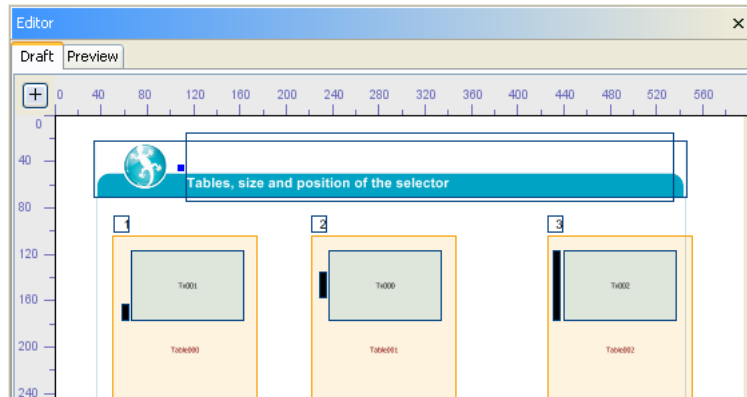 Editor
Draft Preview
0 40 80 120 160 200 240 280 320 360 400 440 480 520 560
0
40
Tables, size and position of the selector
80
1 2 3
120
Tx001 Tx000 Tx002
160
200
Table000 Table001 Table002
240